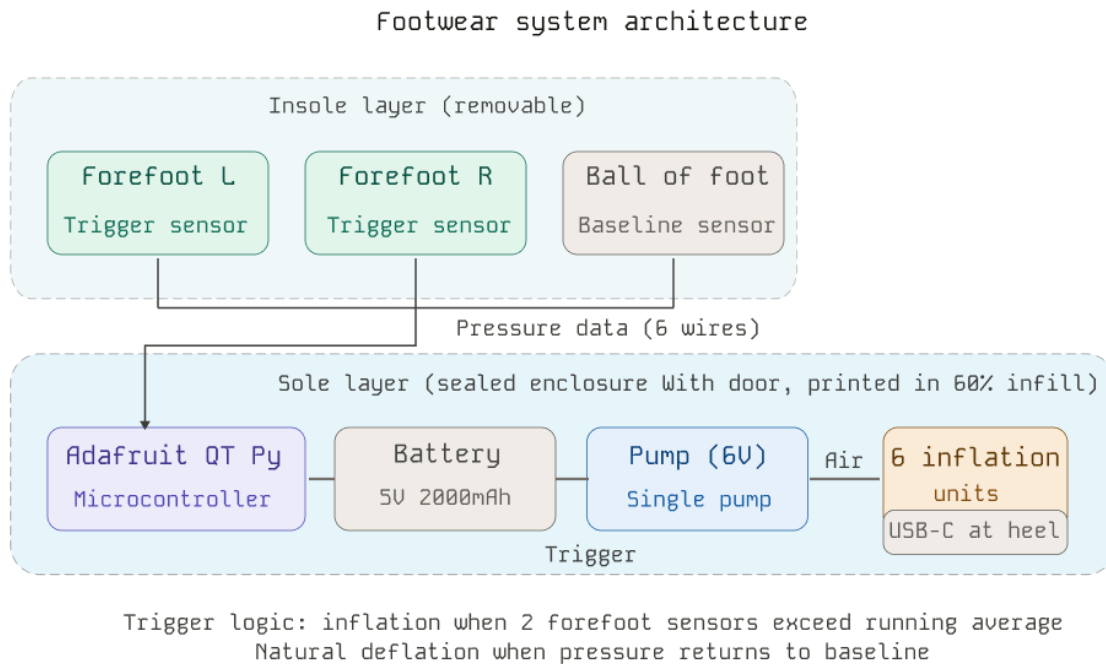 Footwear system architecture
Insole layer (removable)
Forefoot L
Trigger sensor
Forefoot R
Trigger sensor
Ball of foot
Baseline sensor
Pressure data (6 wires)
Sole layer (sealed enclosure With door, printed in 60% infill)
Adafruit QT Py
Microcontroller
Battery
5V 2000mAh
Pump (6V)
Single pump
Air
6 inflation
units
USB-C at heel
Trigger
Trigger logic: inflation when 2 forefoot sensors exceed running average
Natural deflation when pressure returns to baseline